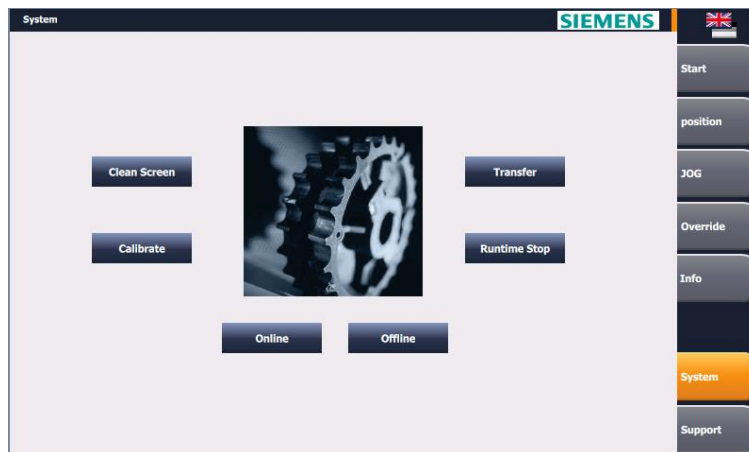 System
SIEMENS
Start
position
Clean Screen
Transfer
JOG
Override
Calibrate
Runtime Stop
Info
Online
Offline
System
Support